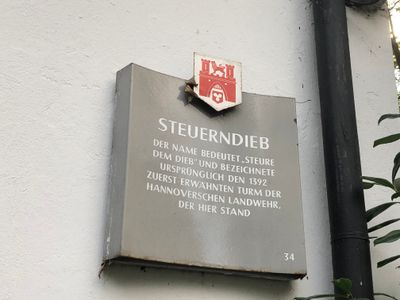 STEUERNDIEB
DER NAME BEDEUTET „STEURE
DEM DIEB" UND BEZEICHNETE
URSPRÜNGLICH DEN 1392
ZUERST ERWÄHNTEN TURM DER
HANNOVERSCHEN LANDWEHR,
DER HIER STAND
34